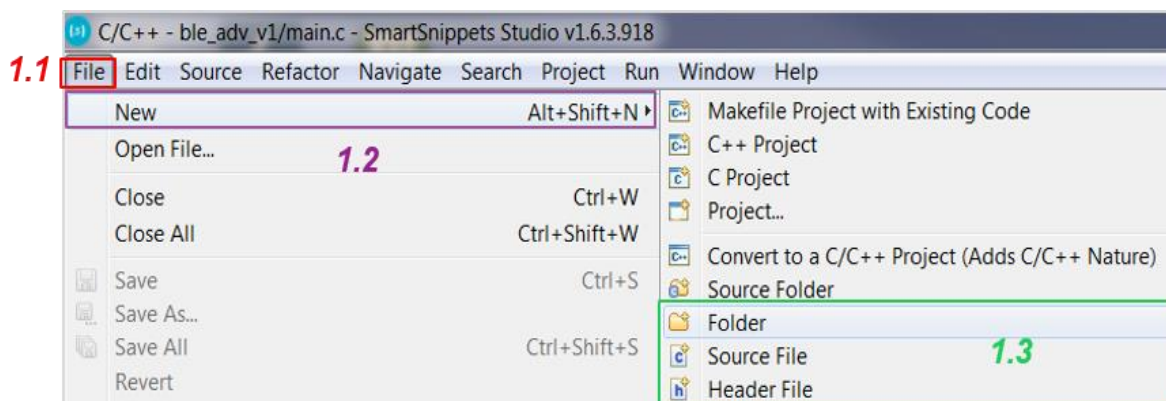 C/C++ - ble_adv_v1/main.c - SmartSnippets Studio v1.6.3.918
1.1
File Edit Source Refactor Navigate Search Project Run Window Help
New Alt+Shift+N
Open File...
1.2
Close Ctrl+W
Close All Ctrl+Shift+W
Save Ctrl+S
Save As...
Save All Ctrl+Shift+S
Revert
Makefile Project with Existing Code
C++ Project
C Project
Project...
Convert to a C/C++ Project (Adds C/C++ Nature)
Source Folder
Folder
Source File
1.3
Header File